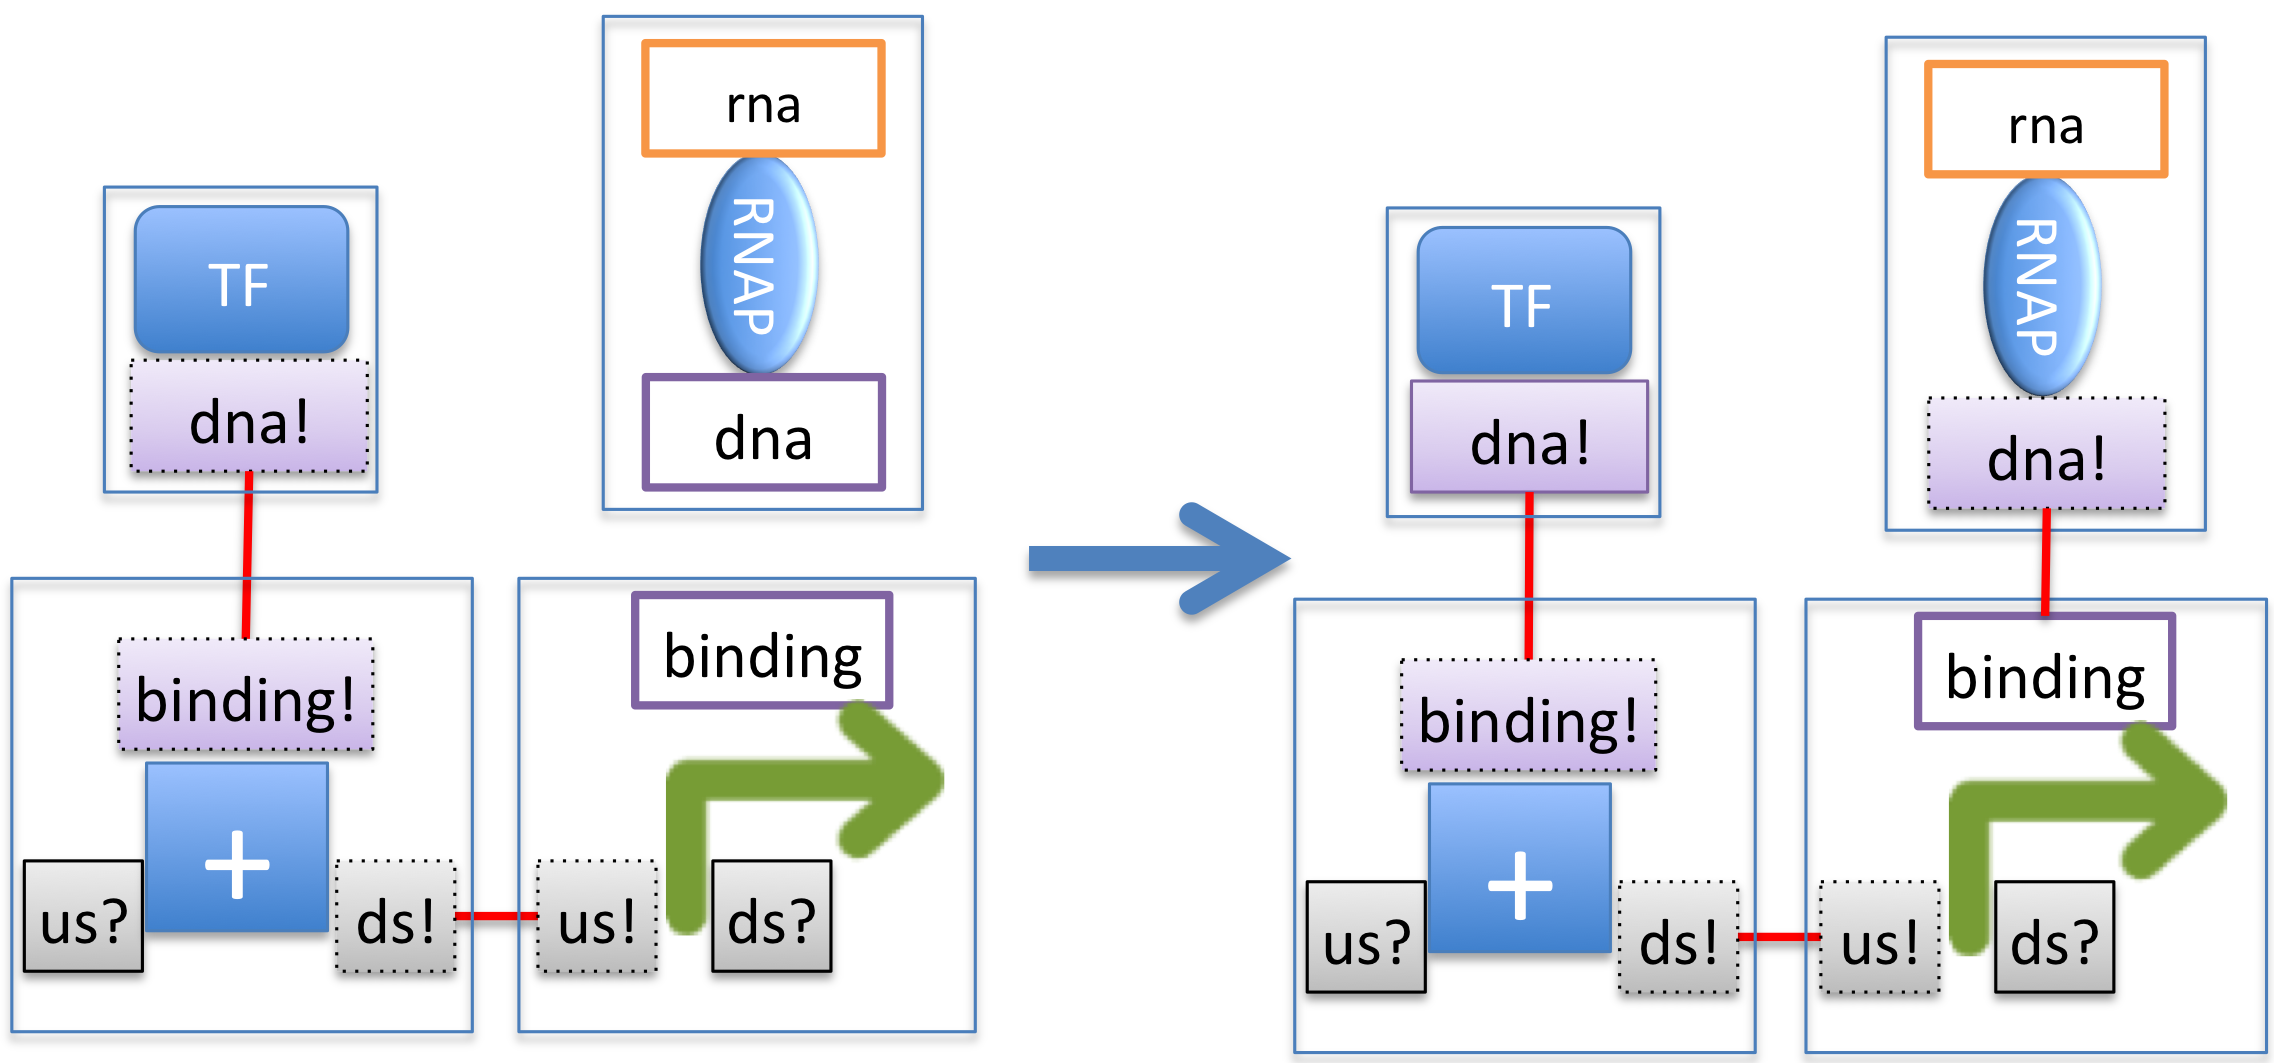 rna
RNAP
TF
dna!
dna
binding!
binding
+
us?
ds!
us!
ds?
rna
RNAP
TF
dna!
dna!
binding!
binding
+
us?
ds!
us!
ds?